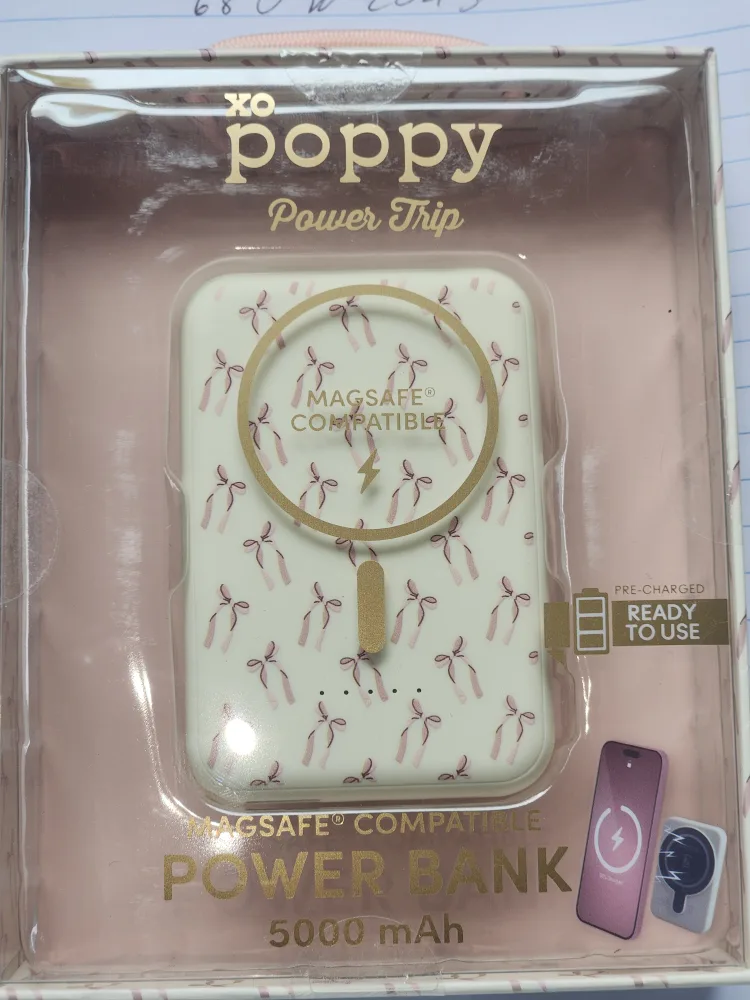 xo
poppy
Power Trip
MAGSAFE®
COMPATIBLE
PRE-CHARGED
READY
TO USE
MAGSAFE® COMPATIBLE
POWER BANK
5000 mAh